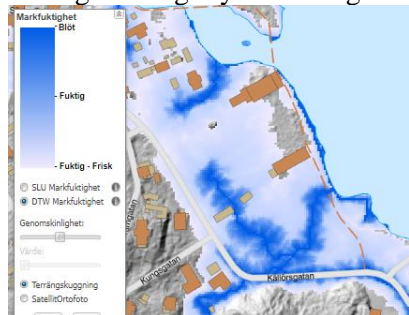 Markfuktighet
Blöt
Fuktig
Fuktig - Frisk
SLU Markfuktighet
DTW Markfuktighet
Genomskinlighet:
Värde:
Terrängskuggning
SatellitOrtofoto
Kungsgatan
Källörsgatan